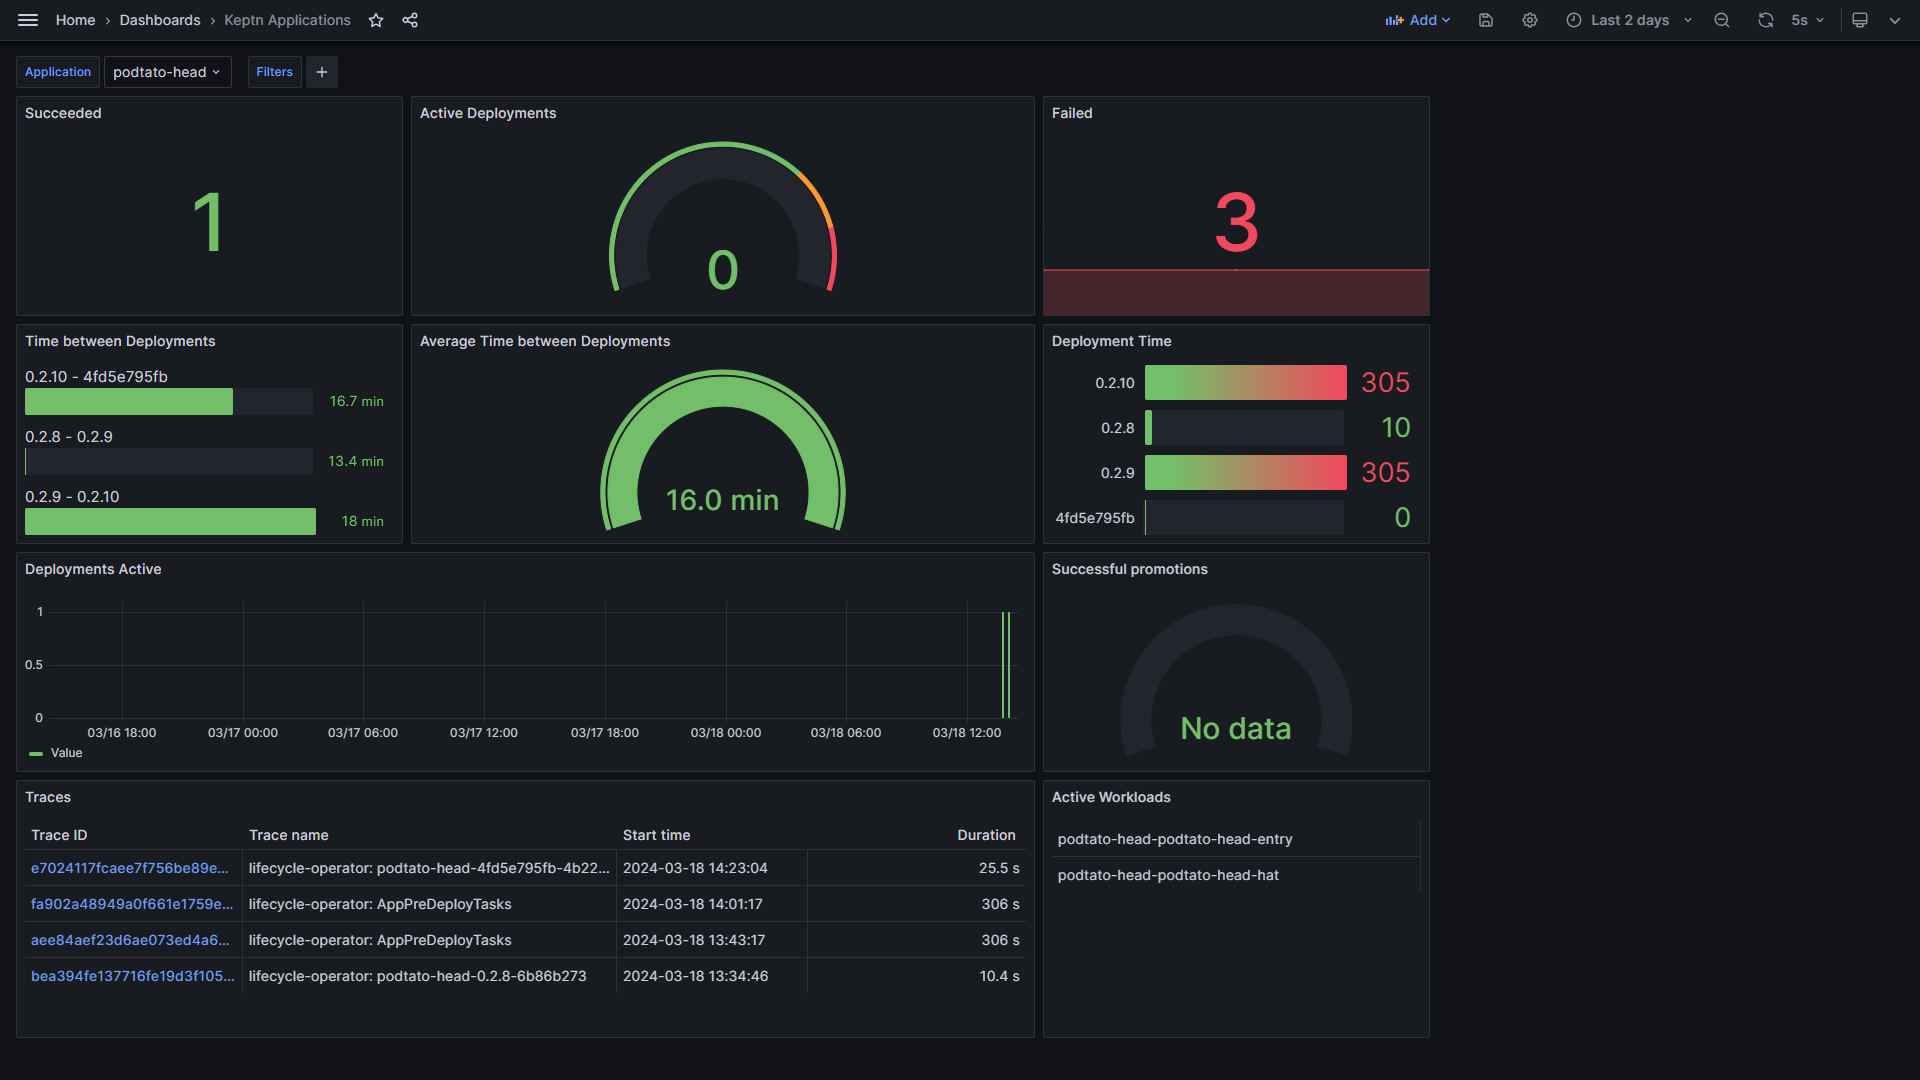 Home › Dashboards › Keptn Applications
Add
Last 2 days
5s
Application
podtato-head
Filters
+
Succeeded
1
Active Deployments
0
Failed
3
Time between Deployments
0.2.10 - 4fd5e795fb
16.7 min
0.2.8 - 0.2.9
13.4 min
0.2.9 - 0.2.10
18 min
Average Time between Deployments
16.0 min
Deployment Time
0.2.10 305
0.2.8 10
0.2.9 305
4fd5e795fb 0
Deployments Active
1
0.5
0
03/16 18:00 03/17 00:00 03/17 06:00 03/17 12:00 03/17 18:00 03/18 00:00 03/18 06:00 03/18 12:00
Value
Successful promotions
No data
Traces
Trace ID Trace name Start time Duration
e7024117fcaee7f756be89e... lifecycle-operator: podtato-head-4fd5e795fb-4b22... 2024-03-18 14:23:04 25.5 s
fa902a48949a0f661e1759e... lifecycle-operator: AppPreDeployTasks 2024-03-18 14:01:17 306 s
aee84aef23d6ae073ed4a6... lifecycle-operator: AppPreDeployTasks 2024-03-18 13:43:17 306 s
bea394fe137716fe19d3f105... lifecycle-operator: podtato-head-0.2.8-6b86b273 2024-03-18 13:34:46 10.4 s
Active Workloads
podtato-head-podtato-head-entry
podtato-head-podtato-head-hat